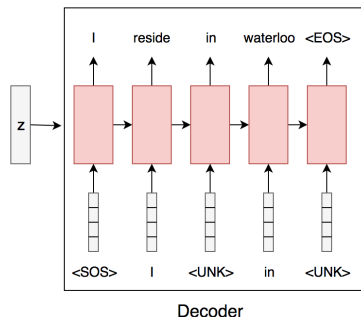 I reside in waterloo <EOS>
z
<SOS> I <UNK> in <UNK>
Decoder